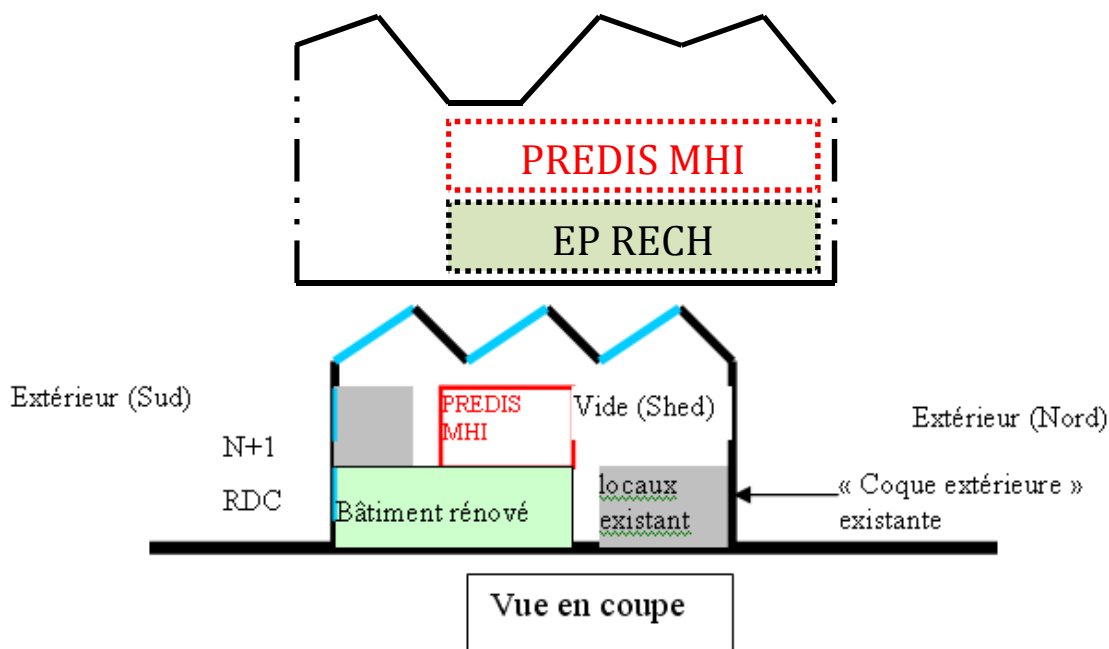 PREDIS MHI
EP RECH
Extérieur (Sud)
PREDIS
MHI
Vide (Shed)
Extérieur (Nord)
N+1
RDC
Bâtiment rénové
locaux
existant
« Coque extérieure »
existante
Vue en coupe